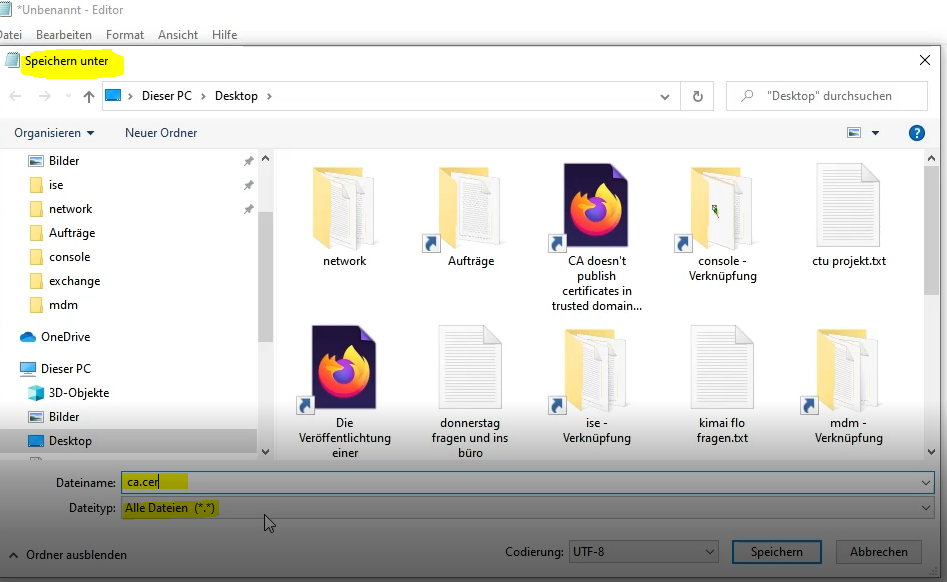 *Unbenannt - Editor
Datei Bearbeiten Format Ansicht Hilfe
Speichern unter
Dieser PC > Desktop >
"Desktop" durchsuchen
Organisieren
Neuer Ordner
Bilder
ise
network
Aufträge
console
exchange
mdm
OneDrive
Dieser PC
3D-Objekte
Bilder
Desktop
network
Aufträge
CA doesn't
publish
certificates in
trusted domain...
console -
Verknüpfung
ctu projekt.txt
Die
Veröffentlichtung
einer
donnerstag
fragen und ins
büro
ise -
Verknüpfung
kimai flo
fragen.txt
mdm -
Verknüpfung
Dateiname: ca.cer
Dateityp: Alle Dateien (*.*)
Ordner ausblenden
Codierung: UTF-8
Speichern
Abbrechen